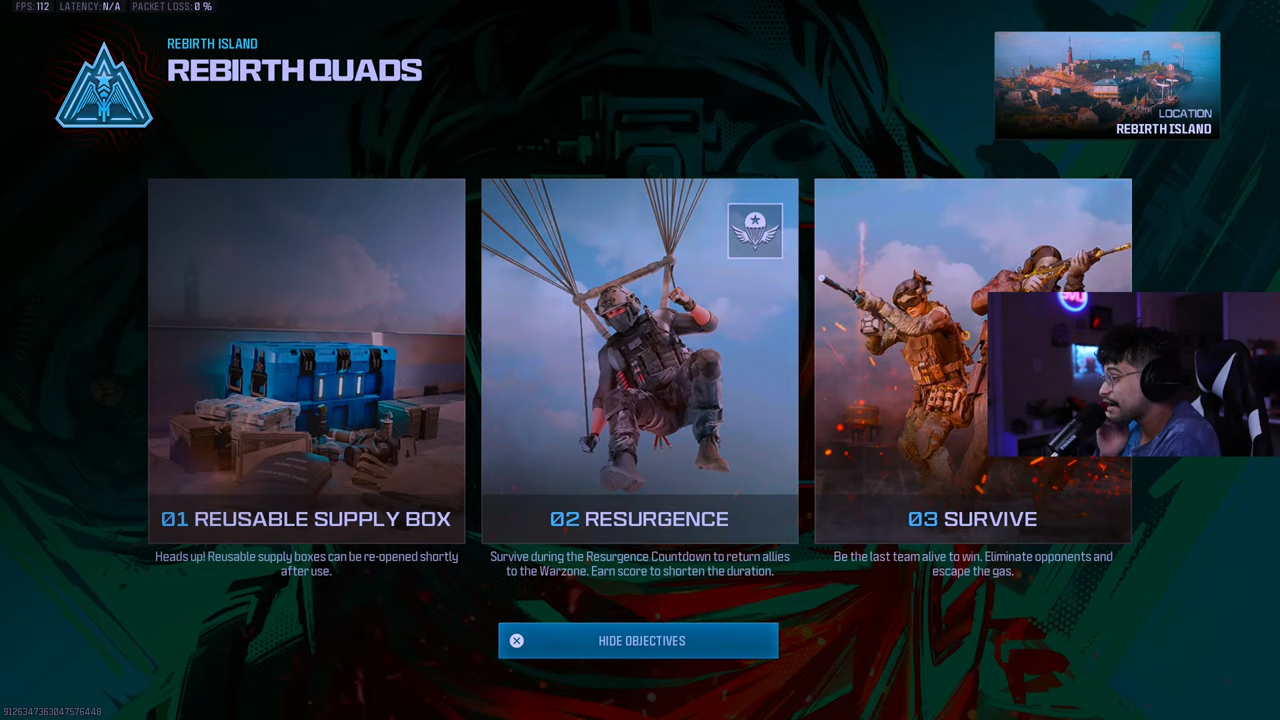 FPS: 112 LATENCY: N/A PACKET LOSS: 0 %
REBIRTH ISLAND
REBIRTH QUADS
LOCATION
REBIRTH ISLAND
01 REUSABLE SUPPLY BOX
Heads up! Reusable supply boxes can be re-opened shortly
after use.
02 RESURGENCE
Survive during the Resurgence Countdown to return allies
to the Warzone. Earn score to shorten the duration.
03 SURVIVE
Be the last team alive to win. Eliminate opponents and
escape the gas.
HIDE OBJECTIVES
9126347363047576448